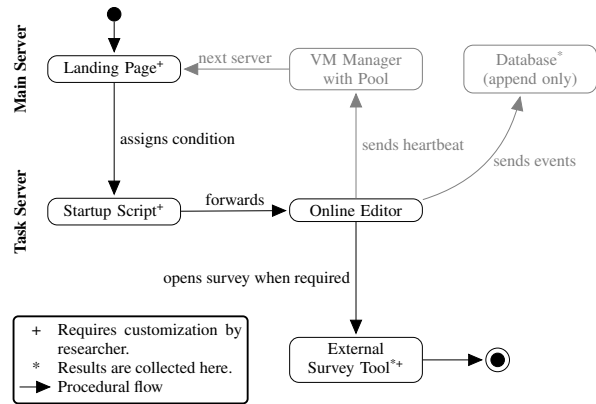 Main Server
Landing Page+
next server
VM Manager
with Pool
Database*
(append only)
assigns condition
sends heartbeat
sends events
Task Server
Startup Script+
forwards
Online Editor
opens survey when required
+ Requires customization by
researcher.
* Results are collected here.
Procedural flow
External
Survey Tool*+